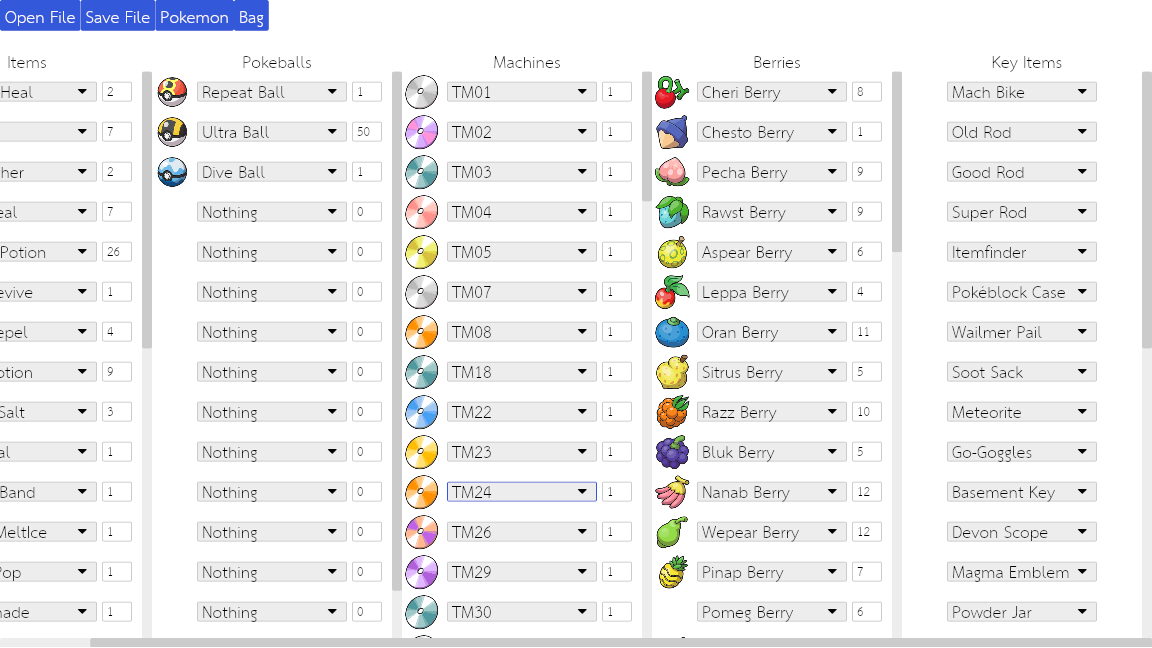 Open File Save File Pokemon Bag
Items Pokeballs Machines Berries Key Items
Heal 2 Repeat Ball 1 TM01 1 Cheri Berry 8 Mach Bike
7 Ultra Ball 50 TM02 1 Chesto Berry 1 Old Rod
her 2 Dive Ball 1 TM03 1 Pecha Berry 9 Good Rod
eal 7 Nothing 0 TM04 1 Rawst Berry 9 Super Rod
Potion 26 Nothing 0 TM05 1 Aspear Berry 6 Itemfinder
evive 1 Nothing 0 TM07 1 Leppa Berry 4 Pokéblock Case
epel 4 Nothing 0 TM08 1 Oran Berry 11 Wailmer Pail
otion 9 Nothing 0 TM18 1 Sitrus Berry 5 Soot Sack
Salt 3 Nothing 0 TM22 1 Razz Berry 10 Meteorite
al 1 Nothing 0 TM23 1 Bluk Berry 5 Go-Goggles
Band 1 Nothing 0 TM24 1 Nanab Berry 12 Basement Key
MeltIce 1 Nothing 0 TM26 1 Wepear Berry 12 Devon Scope
Pop 1 Nothing 0 TM29 1 Pinap Berry 7 Magma Emblem
nade 1 Nothing 0 TM30 1 Pomeg Berry 6 Powder Jar